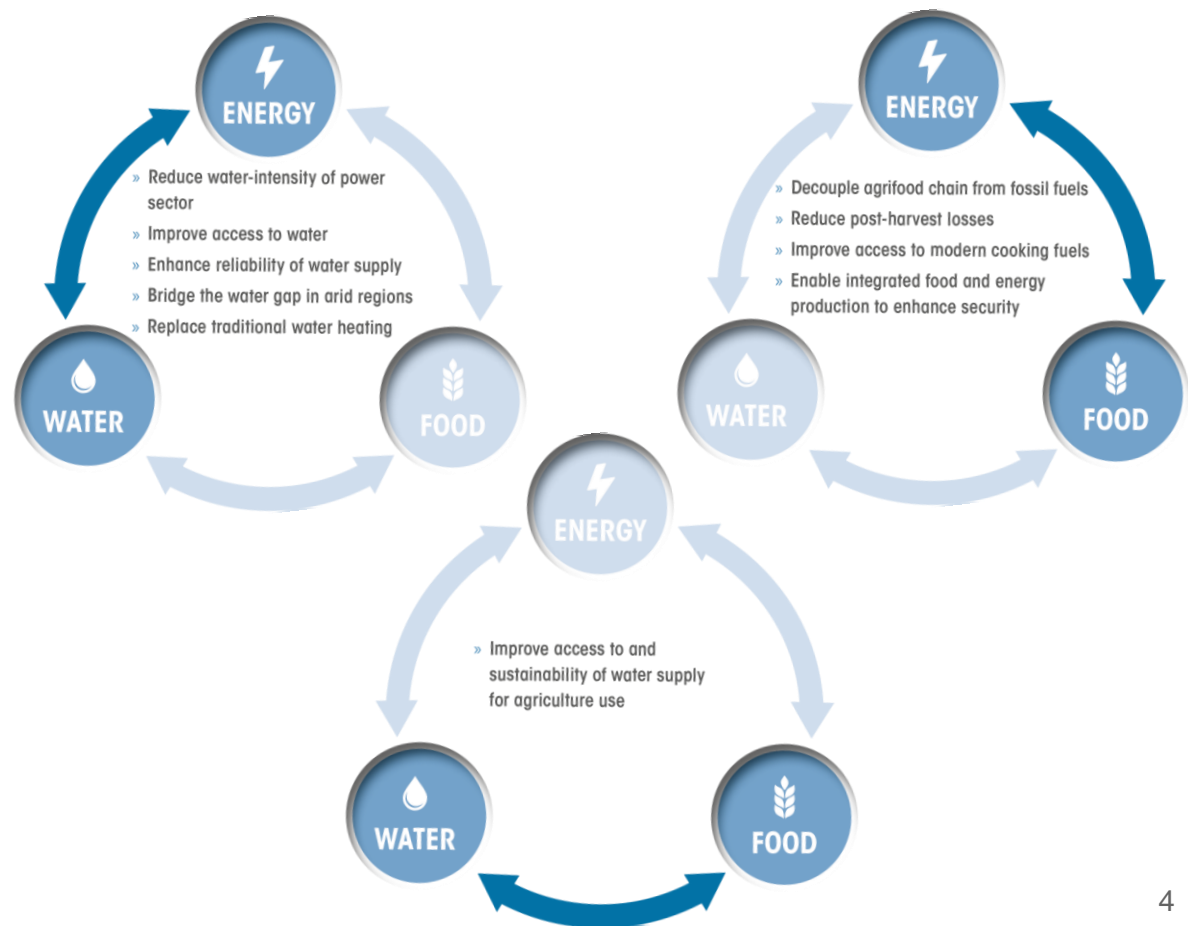 ENERGY
» Reduce water-intensity of power
sector
» Improve access to water
» Enhance reliability of water supply
» Bridge the water gap in arid regions
» Replace traditional water heating
WATER
FOOD
ENERGY
» Decouple agrifood chain from fossil fuels
» Reduce post-harvest losses
» Improve access to modern cooking fuels
» Enable integrated food and energy
production to enhance security
WATER
FOOD
ENERGY
» Improve access to and
sustainability of water supply
for agriculture use
WATER
FOOD
4